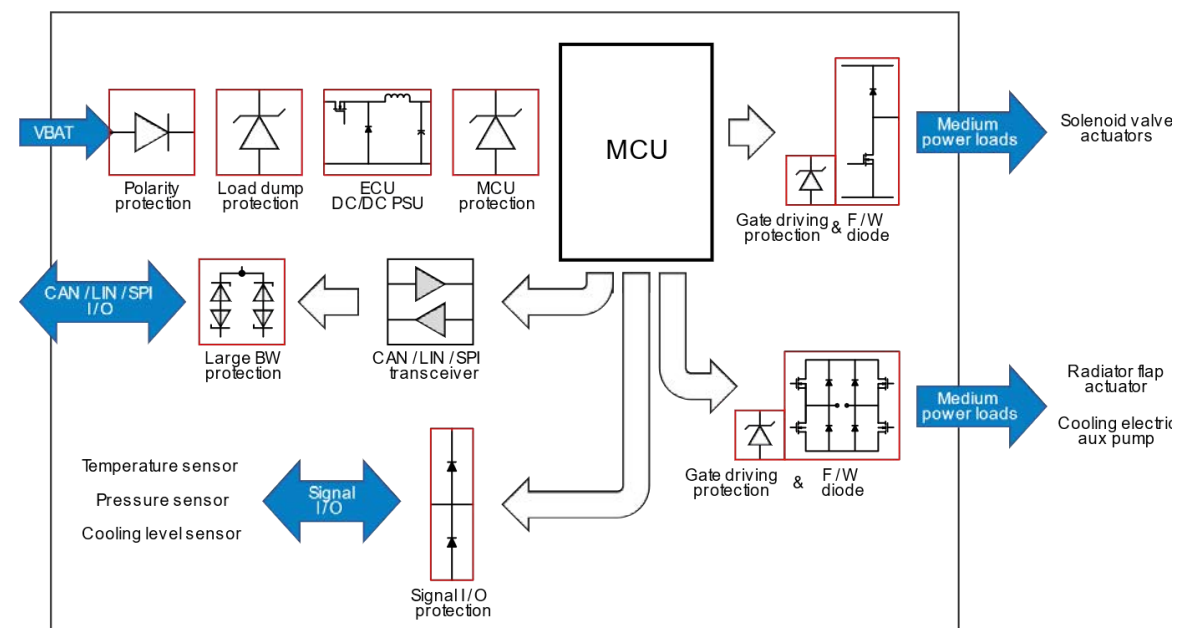 VBAT
Polarity
protection
Load dump
protection
ECU
DC/DC PSU
MCU
protection
MCU
Gate driving
protection
&
F/W
diode
Medium
power loads
Solenoid valve
actuators
CAN/LIN/SPI
I/O
Large BW
protection
CAN/LIN/SPI
transceiver
Gate driving
protection
&
F/W
diode
Medium
power loads
Radiator flap
actuator
Cooling electric
aux pump
Temperature sensor
Pressure sensor
Cooling level sensor
Signal
I/O
Signal I/O
protection